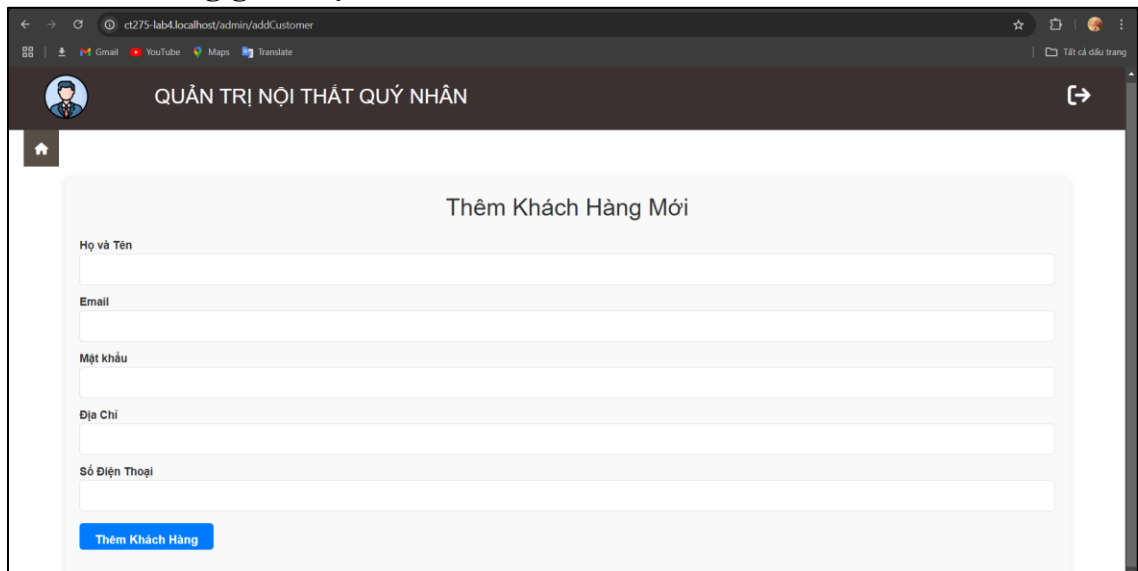 ct275-lab4.localhost/admin/addCustomer
Gmail YouTube Maps Translate Tất cả dấu trang
QUẢN TRỊ NỘI THẤT QUÝ NHÂN
Thêm Khách Hàng Mới
Họ và Tên
Email
Mật khẩu
Địa Chỉ
Số Điện Thoại
Thêm Khách Hàng